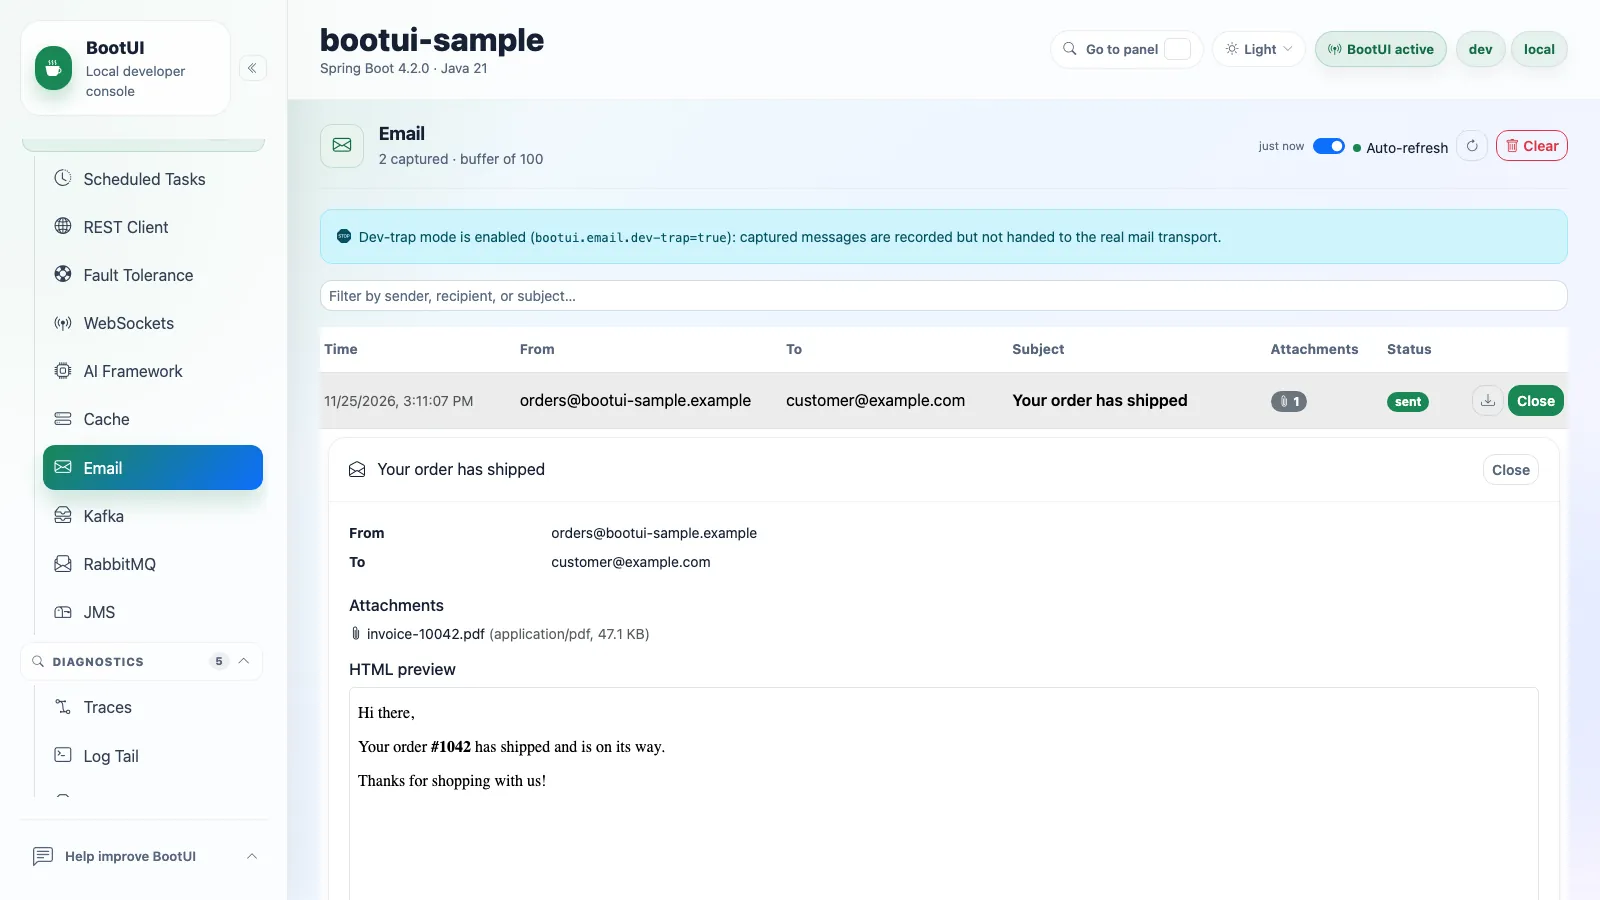 BootUI
Local developer
console
Scheduled Tasks
REST Client
Fault Tolerance
WebSockets
AI Framework
Cache
Email
Kafka
RabbitMQ
JMS
DIAGNOSTICS 5
Traces
Log Tail
Help improve BootUI
bootui-sample
Spring Boot 4.2.0 · Java 21
Go to panel
Light
BootUI active
dev
local
Email
2 captured · buffer of 100
just now
Auto-refresh
Clear
STOP
Dev-trap mode is enabled (bootui.email.dev-trap=true): captured messages are recorded but not handed to the real mail transport.
Filter by sender, recipient, or subject...
Time From To Subject Attachments Status
11/25/2026, 3:11:07 PM orders@bootui-sample.example customer@example.com Your order has shipped 1 sent Close
Your order has shipped Close
From orders@bootui-sample.example
To customer@example.com
Attachments
invoice-10042.pdf (application/pdf, 47.1 KB)
HTML preview
Hi there,
Your order #1042 has shipped and is on its way.
Thanks for shopping with us!